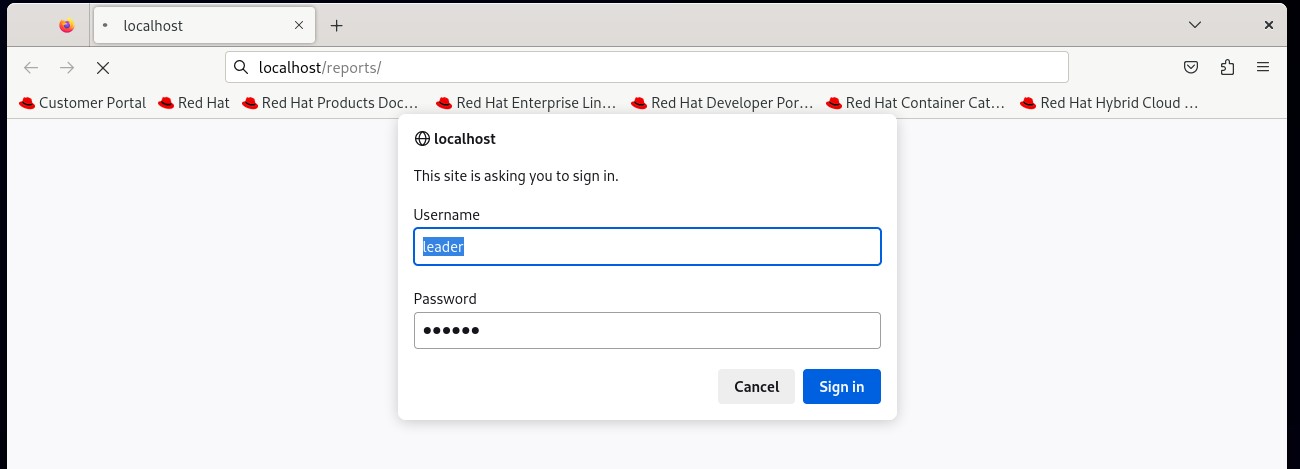 localhost
localhost/reports/
Customer Portal Red Hat Red Hat Products Doc… Red Hat Enterprise Lin… Red Hat Developer Por… Red Hat Container Cat… Red Hat Hybrid Cloud …
localhost
This site is asking you to sign in.
Username
leader
Password
●●●●●●
Cancel Sign in